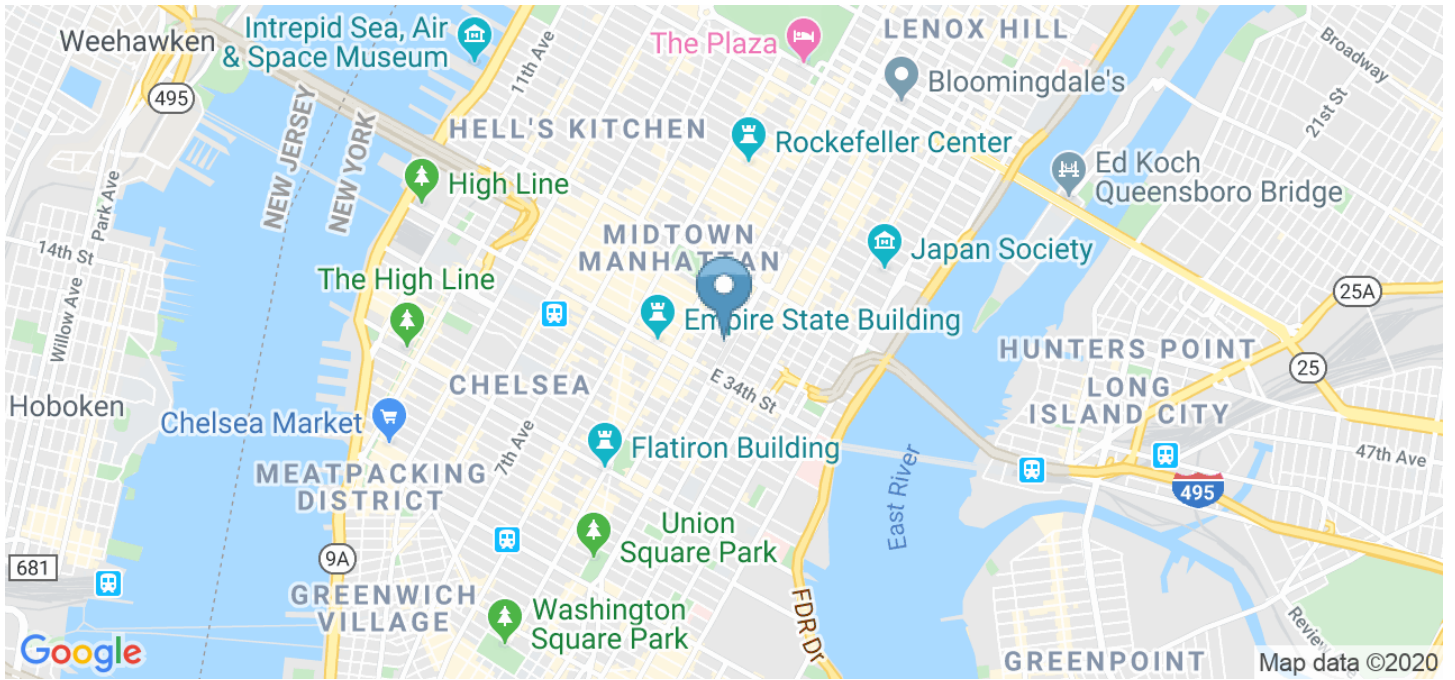 Weehawken
Intrepid Sea, Air
& Space Museum
11th Ave
The Plaza
LENOX HILL
Bloomingdale's
Broadway
21st St
495
NEW JERSEY
NEW YORK
HELL'S KITCHEN
Rockefeller Center
Ed Koch
Queensboro Bridge
High Line
Park Ave
14th St
MIDTOWN
MANHATTAN
Japan Society
The High Line
25A
Willow Ave
Empire State Building
HUNTERS POINT
25
CHELSEA
E 34th St
LONG
ISLAND CITY
Hoboken
Chelsea Market
7th Ave
Flatiron Building
47th Ave
MEATPACKING
DISTRICT
East River
495
Union
Square Park
9A
681
GREENWICH
VILLAGE
Washington
Square Park
FDR Dr
Google
GREENPOINT
Map data ©2020